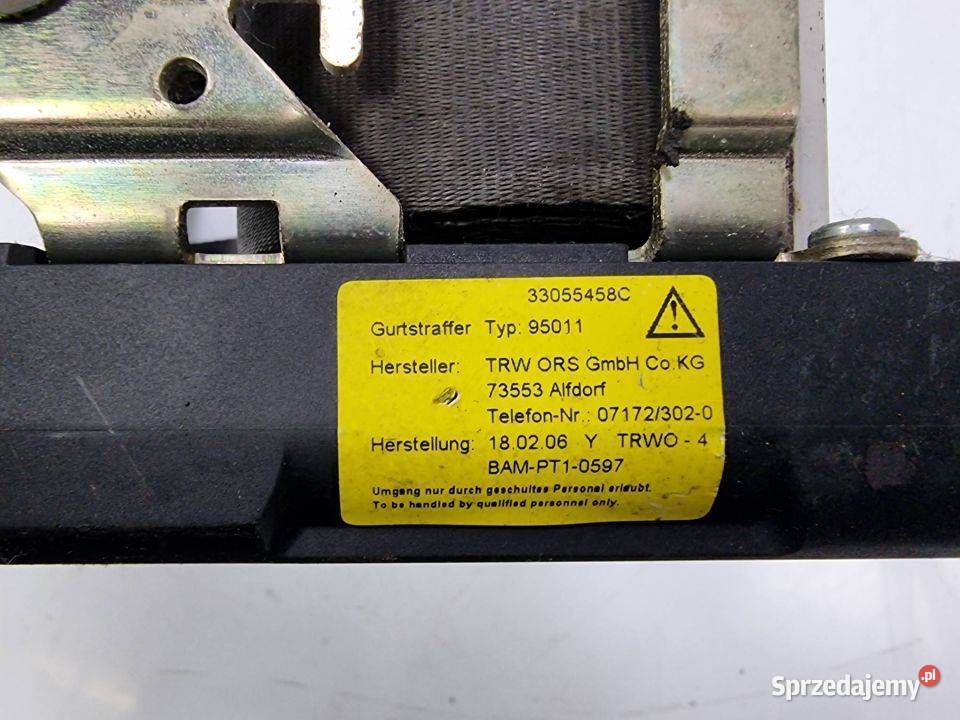 33055458C
Gurtstraffer Typ: 95011
Hersteller: TRW ORS GmbH Co.KG
73553 Alfdorf
Telefon-Nr.: 07172/302-0
Herstellung: 18.02.06 Y TRWO - 4
BAM-PT1-0597
Umgang nur durch geschultes Personal erlaubt.
To be handled by qualified personnel only.
Sprzedajemy.pl